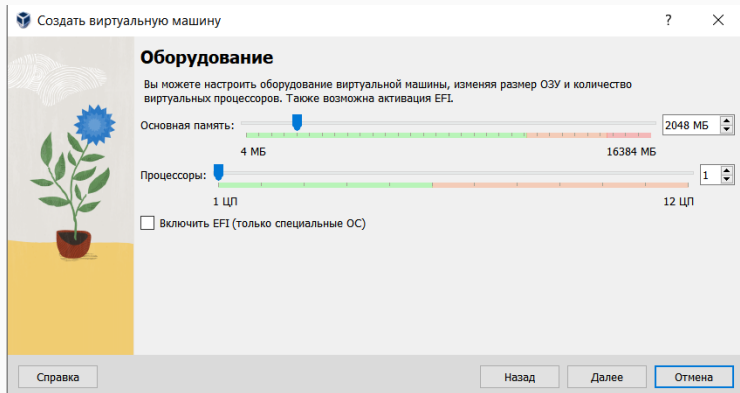 Создать виртуальную машину
?
Оборудование
Вы можете настроить оборудование виртуальной машины, изменяя размер ОЗУ и количество
виртуальных процессоров. Также возможна активация EFI.
Основная память:
2048 МБ
4 МБ
16384 МБ
Процессоры:
1
1 ЦП
12 ЦП
Включить EFI (только специальные ОС)
Справка
Назад
Далее
Отмена